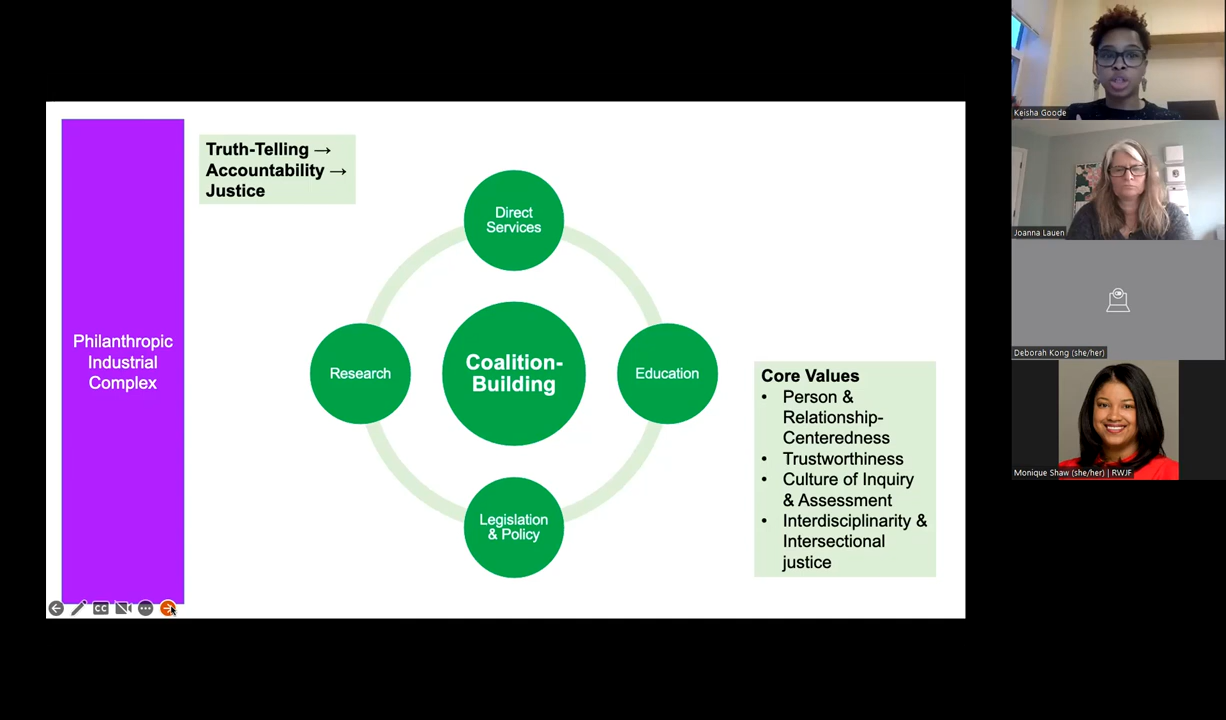 Truth-Telling →
Accountability →
Justice
Philanthropic
Industrial
Complex
Direct
Services
Research
Coalition-
Building
Education
Legislation
& Policy
Core Values
• Person &
Relationship-
Centeredness
• Trustworthiness
• Culture of Inquiry
& Assessment
• Interdisciplinarity &
Intersectional
justice
CC
Keisha Goode
Joanna Lauen
Deborah Kong (she/her)
Monique Shaw (she/her) | RWJF